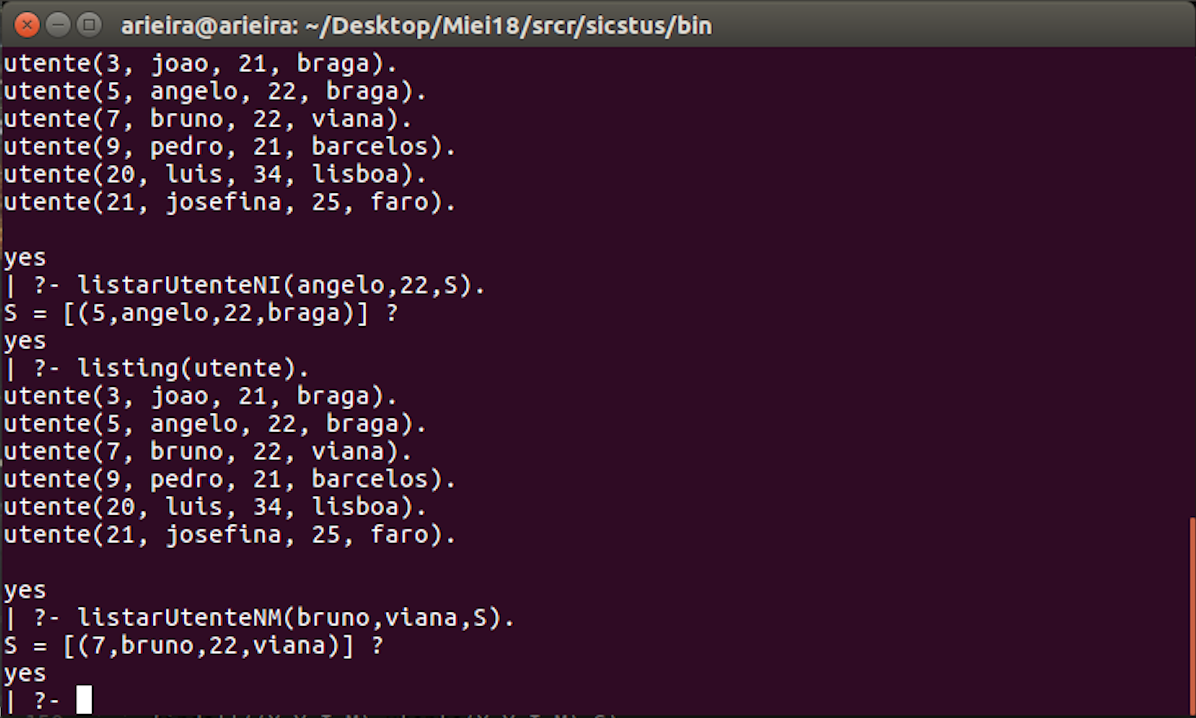 arieira@arieira: ~/Desktop/Miei18/srcr/sicstus/bin
utente(3, joao, 21, braga).
utente(5, angelo, 22, braga).
utente(7, bruno, 22, viana).
utente(9, pedro, 21, barcelos).
utente(20, luis, 34, lisboa).
utente(21, josefina, 25, faro).
yes
| ?- listarUtenteNI(angelo,22,S).
S = [(5,angelo,22,braga)] ?
yes
| ?- listing(utente).
utente(3, joao, 21, braga).
utente(5, angelo, 22, braga).
utente(7, bruno, 22, viana).
utente(9, pedro, 21, barcelos).
utente(20, luis, 34, lisboa).
utente(21, josefina, 25, faro).
yes
| ?- listarUtenteNM(bruno,viana,S).
S = [(7,bruno,22,viana)] ?
yes
| ?-